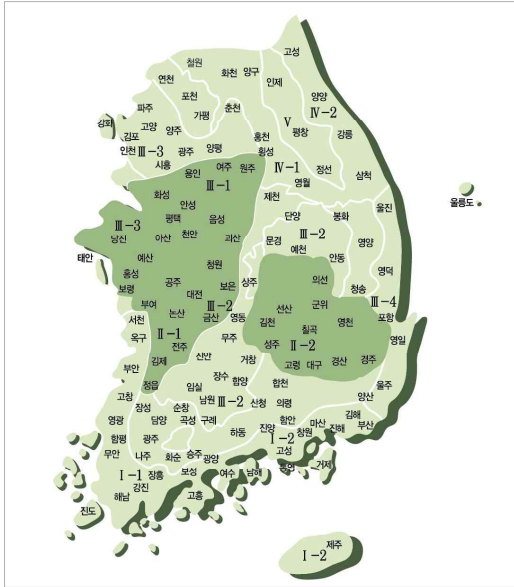 고성
철원
화천 양구
연천
인제
포천
양양
Ⅳ-2
파주
춘천
가평
Ⅴ
강화
고양
양주
평창
강릉
김포
홍천
인천 Ⅲ-3
광주
양평
횡성
시흥
여주
원주
Ⅳ-1
정선
용인
영월
삼척
Ⅲ-1
화성
제천
안성
울진
울릉도
평택
음성
단양
봉화
Ⅲ-3
당진
아산
천안
괴산
문경
Ⅲ-2
예천
영양
태안
예산
안동
청원
영덕
홍성
공주
보은
상주
의선
청송
보령
대전
부여
논산
Ⅲ-2
금산
영동
선산
군위
Ⅲ-4
서천
김천
영천
포항
옥구
Ⅱ-1
칠곡
전주
무주
성주
Ⅱ-2
영일
김제
신안
거창
고령 대구
경산
경주
부안
정읍
장수
임실
함양
합천
울주
고창
남원 Ⅲ-2
산청
의령
양산
장성
순창
김해
영광
담양
곡성 구례
진양
함안
마산
진해
부산
하동
Ⅰ-2
창원
함평
광주
고성
무안
나주
화순
승주
광양
Ⅰ-1 장흥
보성
여수
남해
거제
강진
해남
고흥
진도
제주
Ⅰ-2